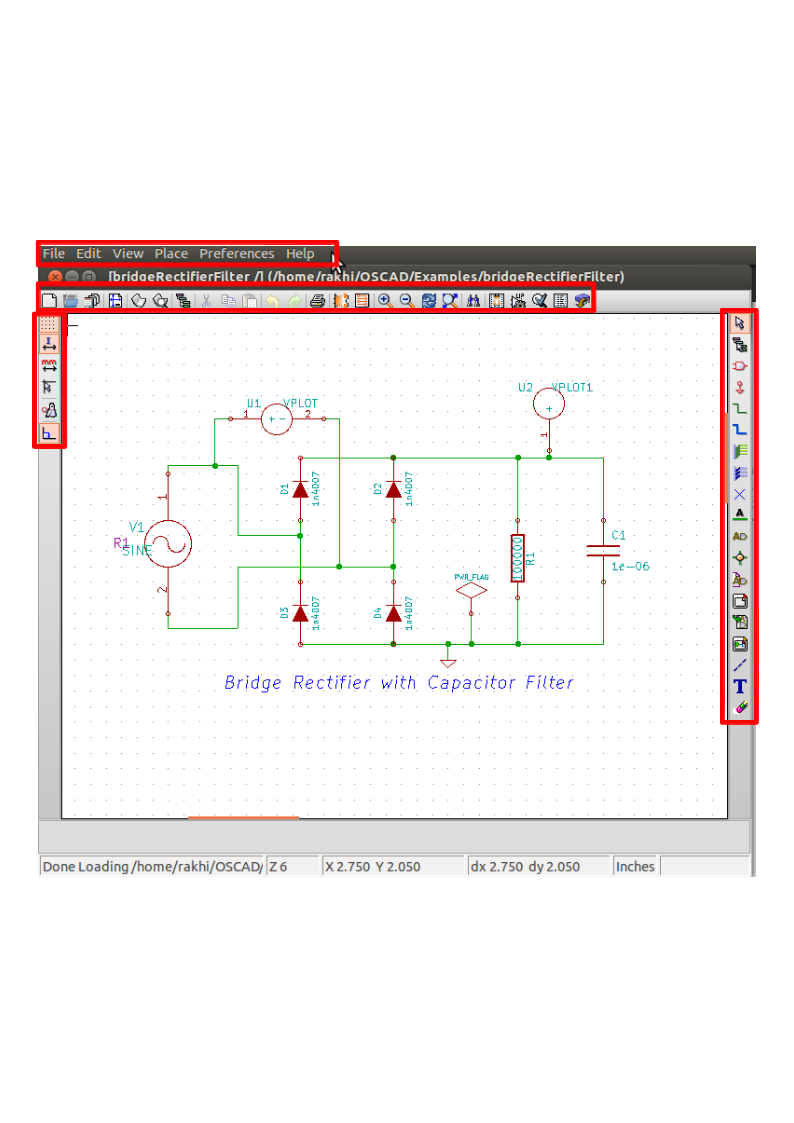 File Edit View Place Preferences Help
[bridgeRectifierFilter /] (/home/rakhi/OSCAD/Examples/bridgeRectifierFilter)
mm
A
T
U2 VPLOT1
+
1
U1 VPLOT
1 + - 2
D1
1n4007
D2
1n4007
1
V1
R1
SINE
2
100000
R1
C1
1e-06
PWR_FLAG
D3
1n4007
D4
1n4007
Bridge Rectifier with Capacitor Filter
Done Loading /home/rakhi/OSCAD/ Z 6 X 2.750 Y 2.050 dx 2.750 dy 2.050 Inches